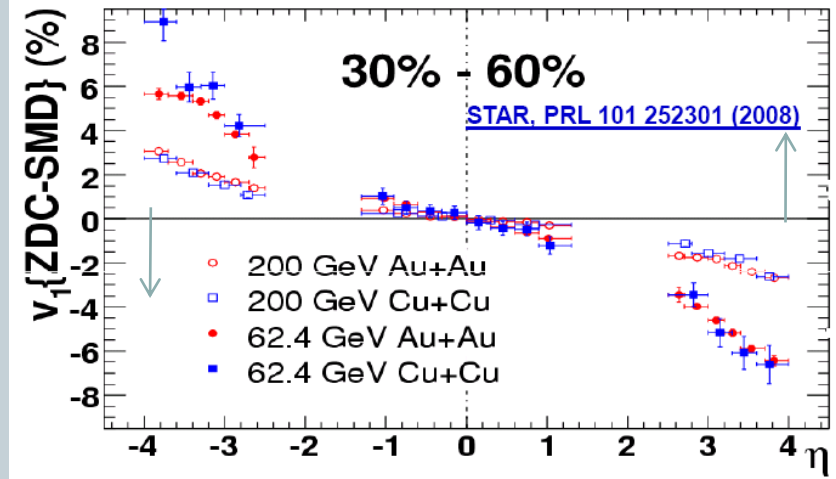 v1{ZDC-SMD} (%)
8
6
4
2
0
-2
-4
-6
-8
30% - 60%
STAR, PRL 101 252301 (2008)
200 GeV Au+Au
200 GeV Cu+Cu
62.4 GeV Au+Au
62.4 GeV Cu+Cu
-4 -3 -2 -1 0 1 2 3 4 η